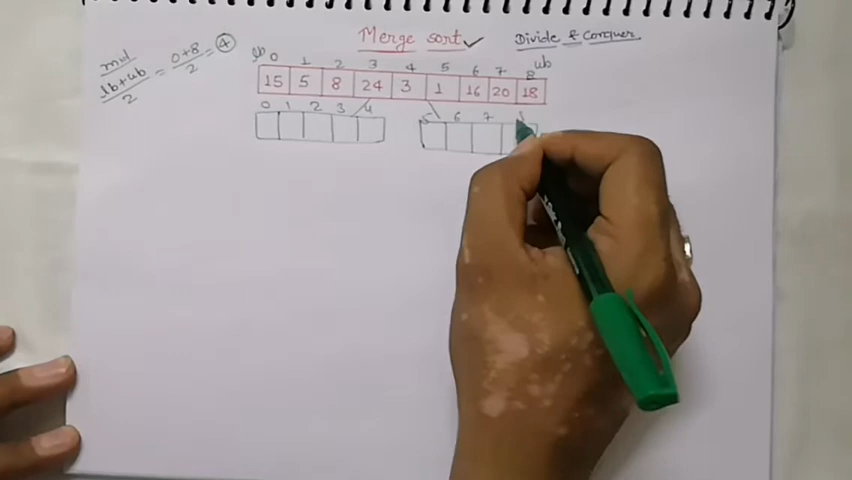 Merge sort ✓ Divide & Conquer
mid
lb+ub/2 = 0+8/2 = 4
lb ub
0 1 2 3 4 5 6 7 8
15 5 8 24 3 1 16 20 18
0 1 2 3 4 5 6 7 8